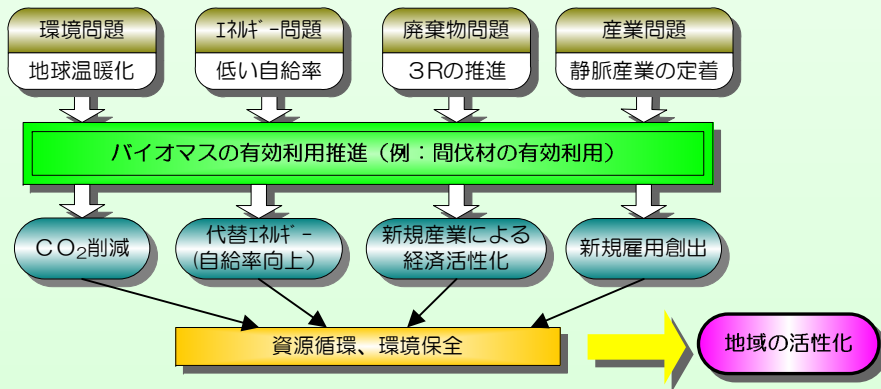 環境問題
地球温暖化
ｴﾈﾙｷﾞｰ問題
低い自給率
廃棄物問題
３Rの推進
産業問題
静脈産業の定着
バイオマスの有効利用推進（例：間伐材の有効利用）
ＣＯ₂削減
代替ｴﾈﾙｷﾞｰ
（自給率向上）
新規産業による
経済活性化
新規雇用創出
資源循環、環境保全
地域の活性化